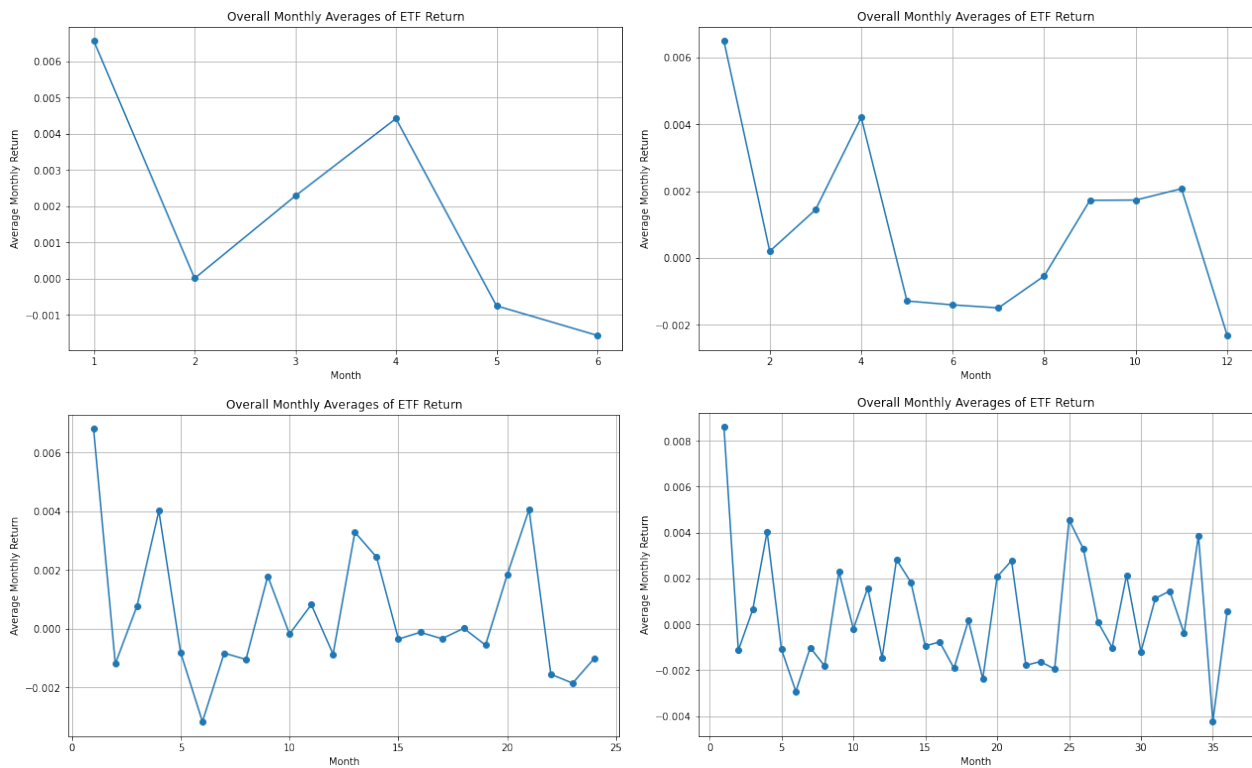 Overall Monthly Averages of ETF Return
Average Monthly Return
0.006
0.005
0.004
0.003
0.002
0.001
0.000
−0.001
1 2 3 4 5 6
Month
Overall Monthly Averages of ETF Return
Average Monthly Return
0.006
0.004
0.002
0.000
−0.002
2 4 6 8 10 12
Month
Overall Monthly Averages of ETF Return
Average Monthly Return
0.006
0.004
0.002
0.000
−0.002
0 5 10 15 20 25
Month
Overall Monthly Averages of ETF Return
Average Monthly Return
0.008
0.006
0.004
0.002
0.000
−0.002
−0.004
0 5 10 15 20 25 30 35
Month